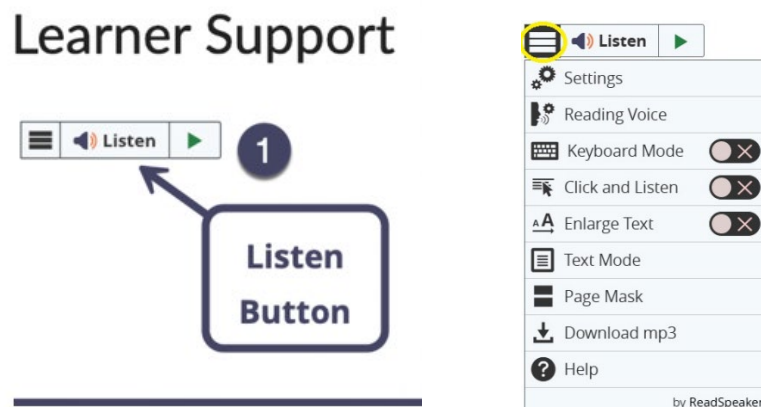 Learner Support
Listen
1
Listen
Button
Listen
Settings
Reading Voice
Keyboard Mode
Click and Listen
Enlarge Text
Text Mode
Page Mask
Download mp3
Help
by ReadSpeaker